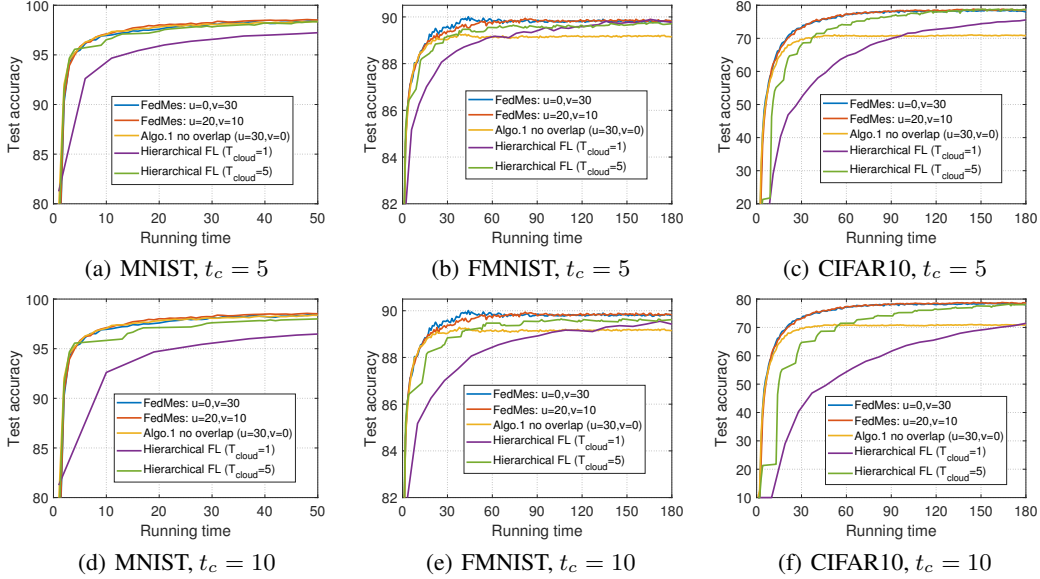 100
95
90
85
80
Test accuracy
FedMes: u=0,v=30
FedMes: u=20,v=10
Algo.1 no overlap (u=30,v=0)
Hierarchical FL (T_cloud=1)
Hierarchical FL (T_cloud=5)
0 10 20 30 40 50
Running time
(a) MNIST, t_c = 5
90
88
86
84
82
Test accuracy
FedMes: u=0,v=30
FedMes: u=20,v=10
Algo.1 no overlap (u=30,v=0)
Hierarchical FL (T_cloud=1)
Hierarchical FL (T_cloud=5)
0 30 60 90 120 150 180
Running time
(b) FMNIST, t_c = 5
80
70
60
50
40
30
20
Test accuracy
FedMes: u=0,v=30
FedMes: u=20,v=10
Algo.1 no overlap (u=30,v=0)
Hierarchical FL (T_cloud=1)
Hierarchical FL (T_cloud=5)
0 30 60 90 120 150 180
Running time
(c) CIFAR10, t_c = 5
100
95
90
85
80
Test accuracy
FedMes: u=0,v=30
FedMes: u=20,v=10
Algo.1 no overlap (u=30,v=0)
Hierarchical FL (T_cloud=1)
Hierarchical FL (T_cloud=5)
0 10 20 30 40 50
Running time
(d) MNIST, t_c = 10
90
88
86
84
82
Test accuracy
FedMes: u=0,v=30
FedMes: u=20,v=10
Algo.1 no overlap (u=30,v=0)
Hierarchical FL (T_cloud=1)
Hierarchical FL (T_cloud=5)
0 30 60 90 120 150 180
Running time
(e) FMNIST, t_c = 10
80
70
60
50
40
30
20
10
Test accuracy
FedMes: u=0,v=30
FedMes: u=20,v=10
Algo.1 no overlap (u=30,v=0)
Hierarchical FL (T_cloud=1)
Hierarchical FL (T_cloud=5)
0 30 60 90 120 150 180
Running time
(f) CIFAR10, t_c = 10